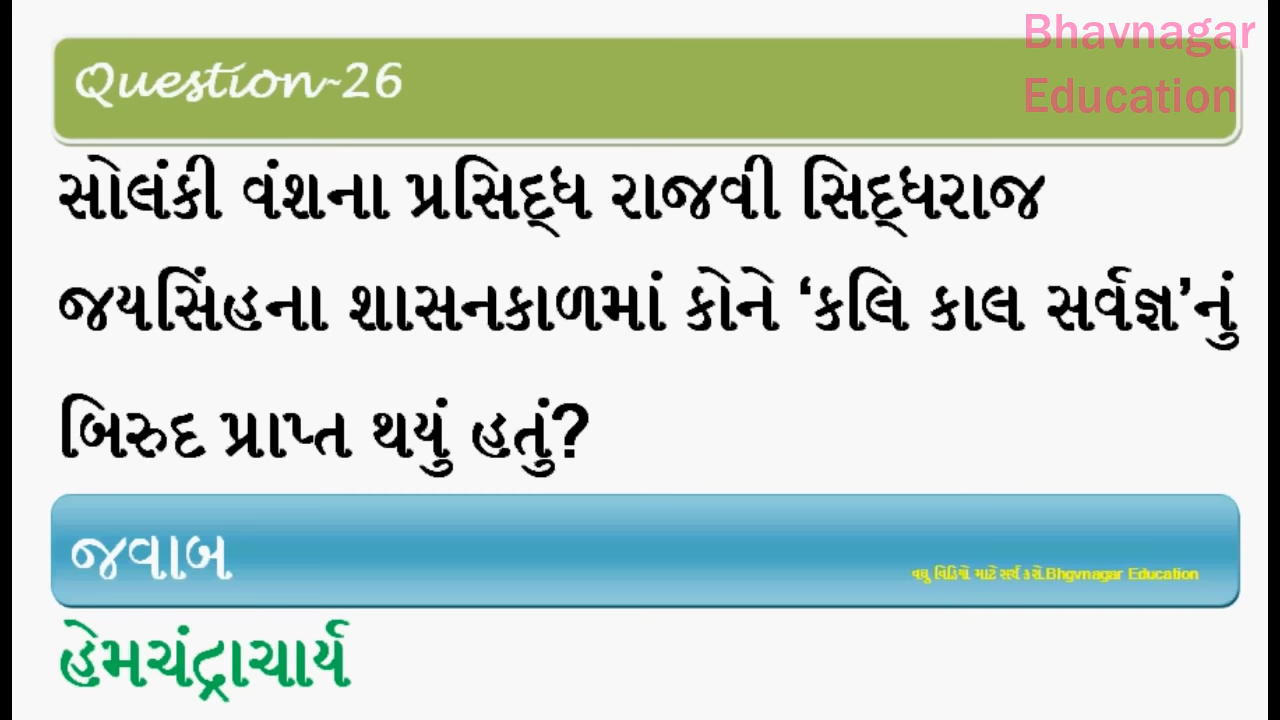 Bhavnagar
Education
Question-26
સોલંકી વંશના પ્રસિદ્ધ રાજવી સિદ્ધરાજ
જયસિંહના શાસનકાળમાં કોને ‘કલિ કાલ સર્વજ્ઞ’નું
બિરુદ પ્રાપ્ત થયું હતું?
જવાબ
વધુ વિડિયો માટે સર્ચ કરો.Bhgvnagar Education
હેમચંદ્રાચાર્ય